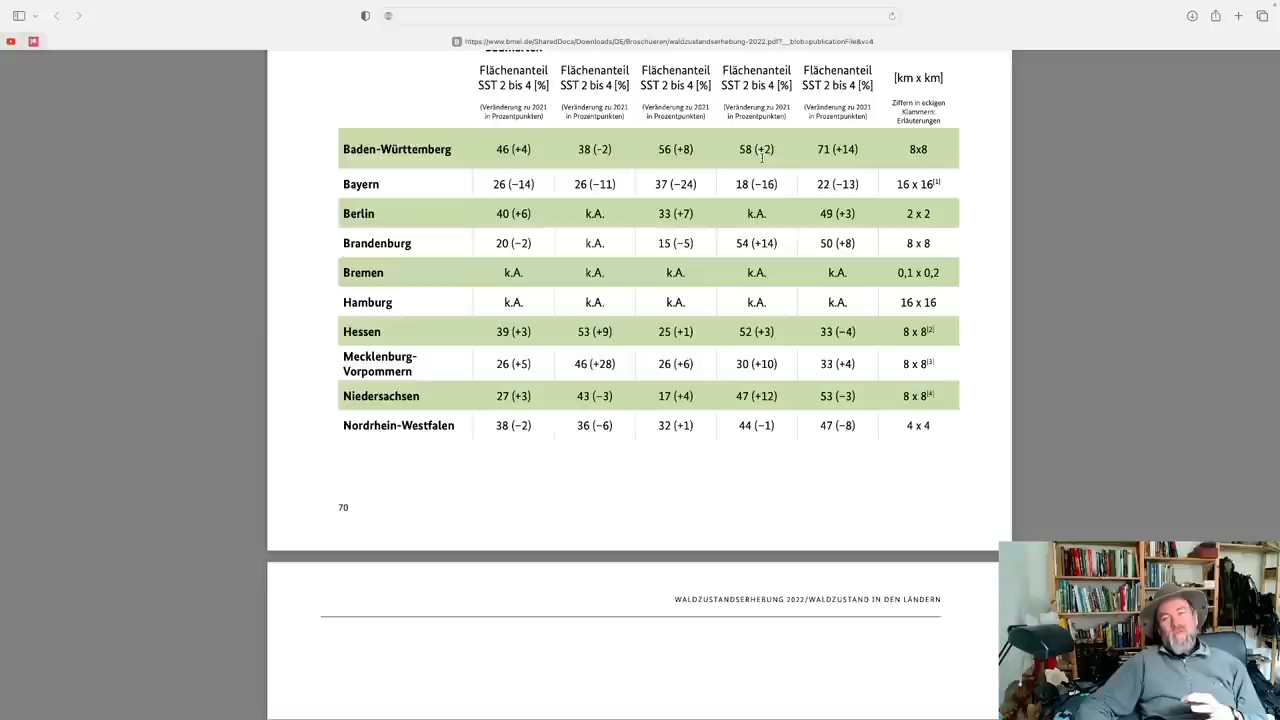 https://www.bmel.de/SharedDocs/Downloads/DE/Broschueren/waldzustandserhebung-2022.pdf?__blob=publicationFile&v=4
Baumarten
Flächenanteil SST 2 bis 4 [%] Flächenanteil SST 2 bis 4 [%] Flächenanteil SST 2 bis 4 [%] Flächenanteil SST 2 bis 4 [%] Flächenanteil SST 2 bis 4 [%] [km x km]
(Veränderung zu 2021 in Prozentpunkten) (Veränderung zu 2021 in Prozentpunkten) (Veränderung zu 2021 in Prozentpunkten) (Veränderung zu 2021 in Prozentpunkten) (Veränderung zu 2021 in Prozentpunkten) Ziffern in eckigen Klammern: Erläuterungen
Baden-Württemberg 46 (+4) 38 (−2) 56 (+8) 58 (+2) 71 (+14) 8x8
Bayern 26 (−14) 26 (−11) 37 (−24) 18 (−16) 22 (−13) 16 x 16[1]
Berlin 40 (+6) k.A. 33 (+7) k.A. 49 (+3) 2 x 2
Brandenburg 20 (−2) k.A. 15 (−5) 54 (+14) 50 (+8) 8 x 8
Bremen k.A. k.A. k.A. k.A. k.A. 0,1 x 0,2
Hamburg k.A. k.A. k.A. k.A. k.A. 16 x 16
Hessen 39 (+3) 53 (+9) 25 (+1) 52 (+3) 33 (−4) 8 x 8[2]
Mecklenburg-
Vorpommern 26 (+5) 46 (+28) 26 (+6) 30 (+10) 33 (+4) 8 x 8[3]
Niedersachsen 27 (+3) 43 (−3) 17 (+4) 47 (+12) 53 (−3) 8 x 8[4]
Nordrhein-Westfalen 38 (−2) 36 (−6) 32 (+1) 44 (−1) 47 (−8) 4 x 4
70
WALDZUSTANDSERHEBUNG 2022/WALDZUSTAND IN DEN LÄNDERN